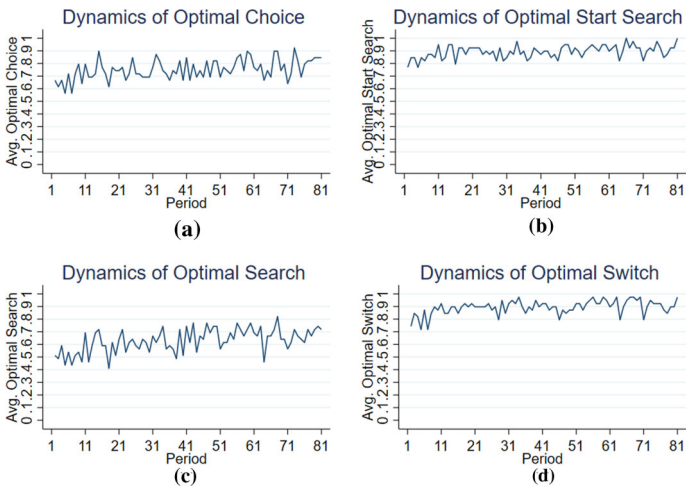 Dynamics of Optimal Choice
Avg. Optimal Choice
0 .1 .2 .3 .4 .5 .6 .7 .8 .9 1
1 11 21 31 41 51 61 71 81
Period
(a)
Dynamics of Optimal Start Search
Avg. Optimal Start Search
0 .1 .2 .3 .4 .5 .6 .7 .8 .9 1
1 11 21 31 41 51 61 71 81
Period
(b)
Dynamics of Optimal Search
Avg. Optimal Search
0 .1 .2 .3 .4 .5 .6 .7 .8 .9 1
1 11 21 31 41 51 61 71 81
Period
(c)
Dynamics of Optimal Switch
Avg. Optimal Switch
0 .1 .2 .3 .4 .5 .6 .7 .8 .9 1
1 11 21 31 41 51 61 71 81
Period
(d)